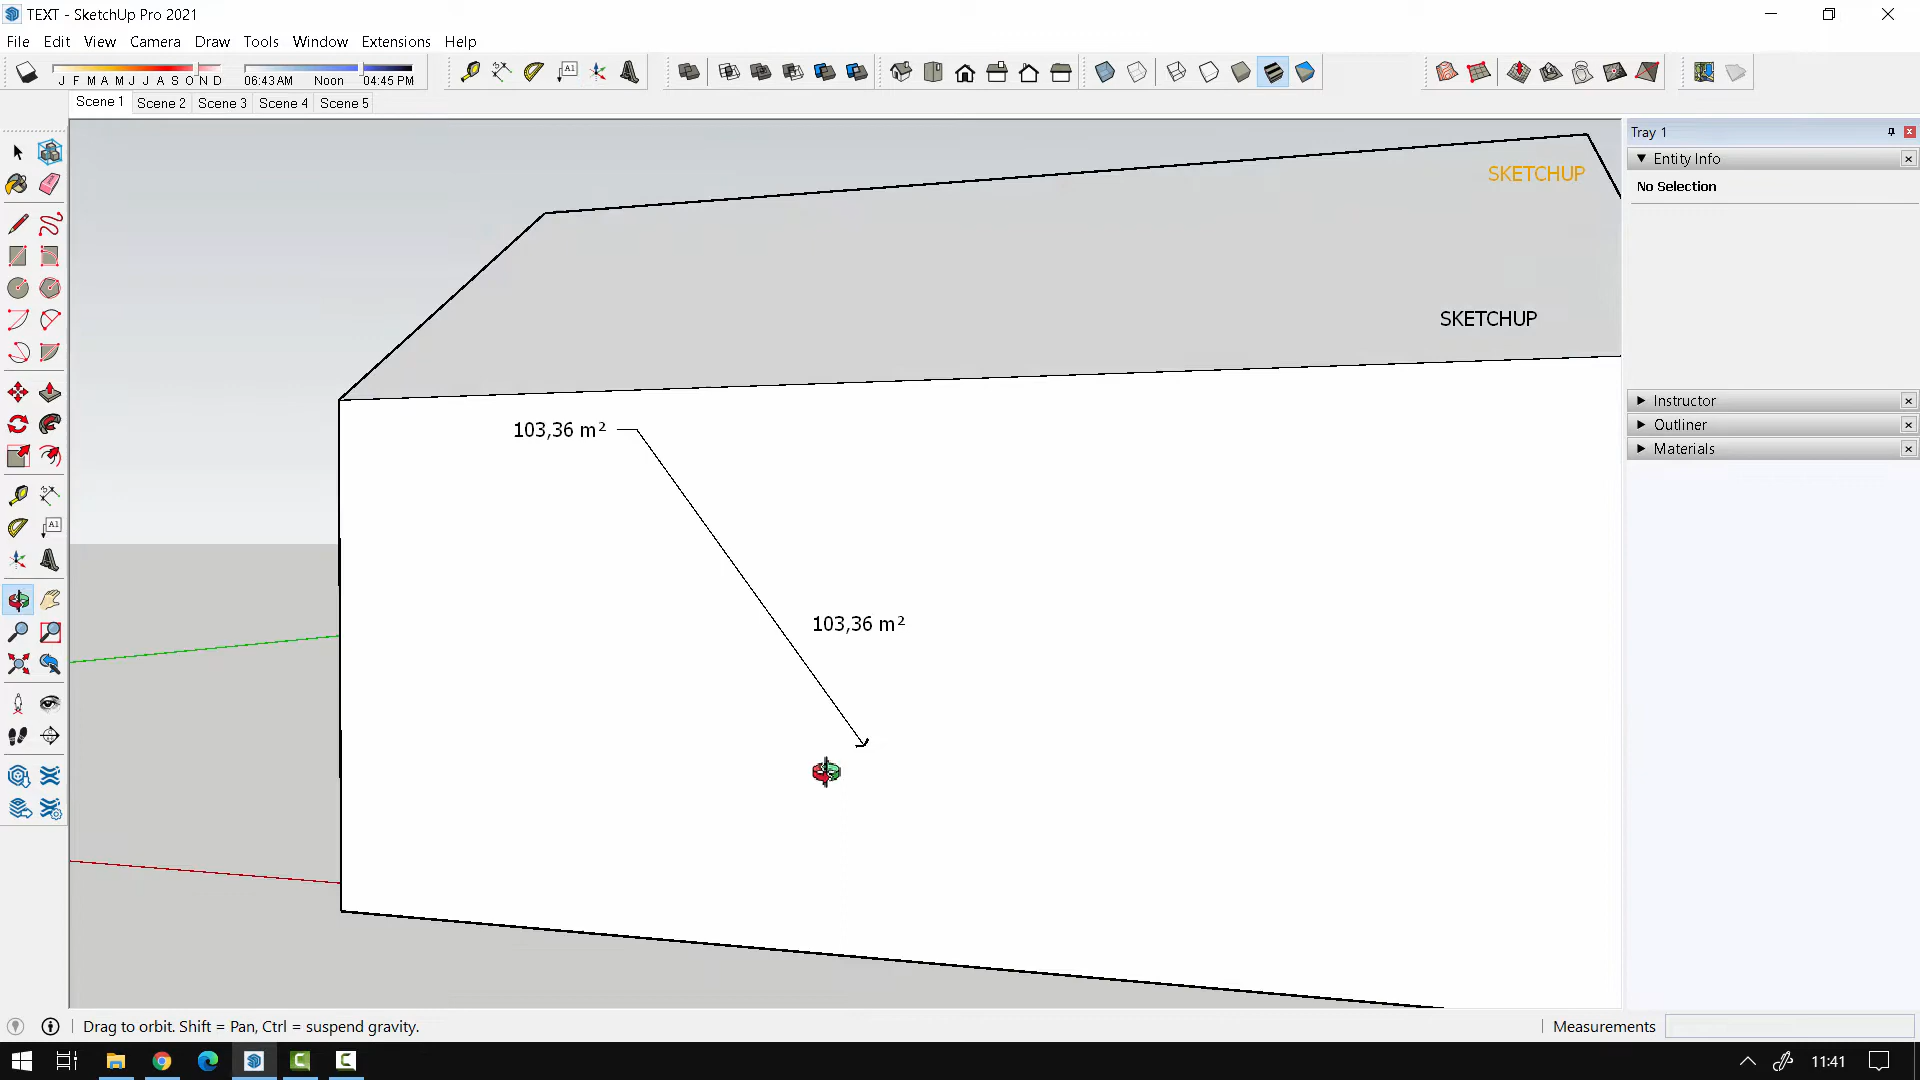 TEXT - SketchUp Pro 2021
File Edit View Camera Draw Tools Window Extensions Help
J F M A M J J A S O N D
06:43 AM Noon 04:45 PM
A1
Scene 1 Scene 2 Scene 3 Scene 4 Scene 5
Tray 1
Entity Info
No Selection
SKETCHUP
SKETCHUP
Instructor
Outliner
Materials
103,36 m²
A1
103,36 m²
Drag to orbit. Shift = Pan, Ctrl = suspend gravity.
Measurements
11:41